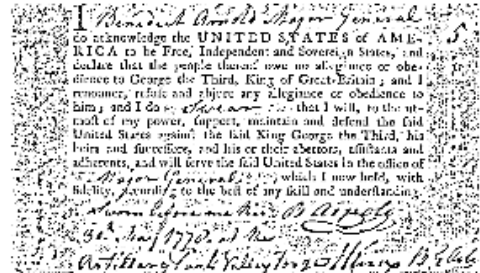 I Benedict Arnold Major General
do acknowledge the UNITED STATES of AME-
RICA to be Free, Independent and Sovereign States, and
declare that the people thereof owe no allegiance or obe-
dience to George the Third, King of Great-Britain; and I
renounce, refuse and abjure any allegiance or obedience to
him; and I do Swear that I will, to the ut-
most of my power, support, maintain and defend the said
United States against the said King George the Third, his
heirs and successors, and his or their abettors, assistants and
adherents, and will serve the said United States in the office of
Major General which I now hold, with
fidelity, according to the best of my skill and understanding.
Sworn before me this B Arnold
30th May 1778 at the
Artillery Park Valley Forge